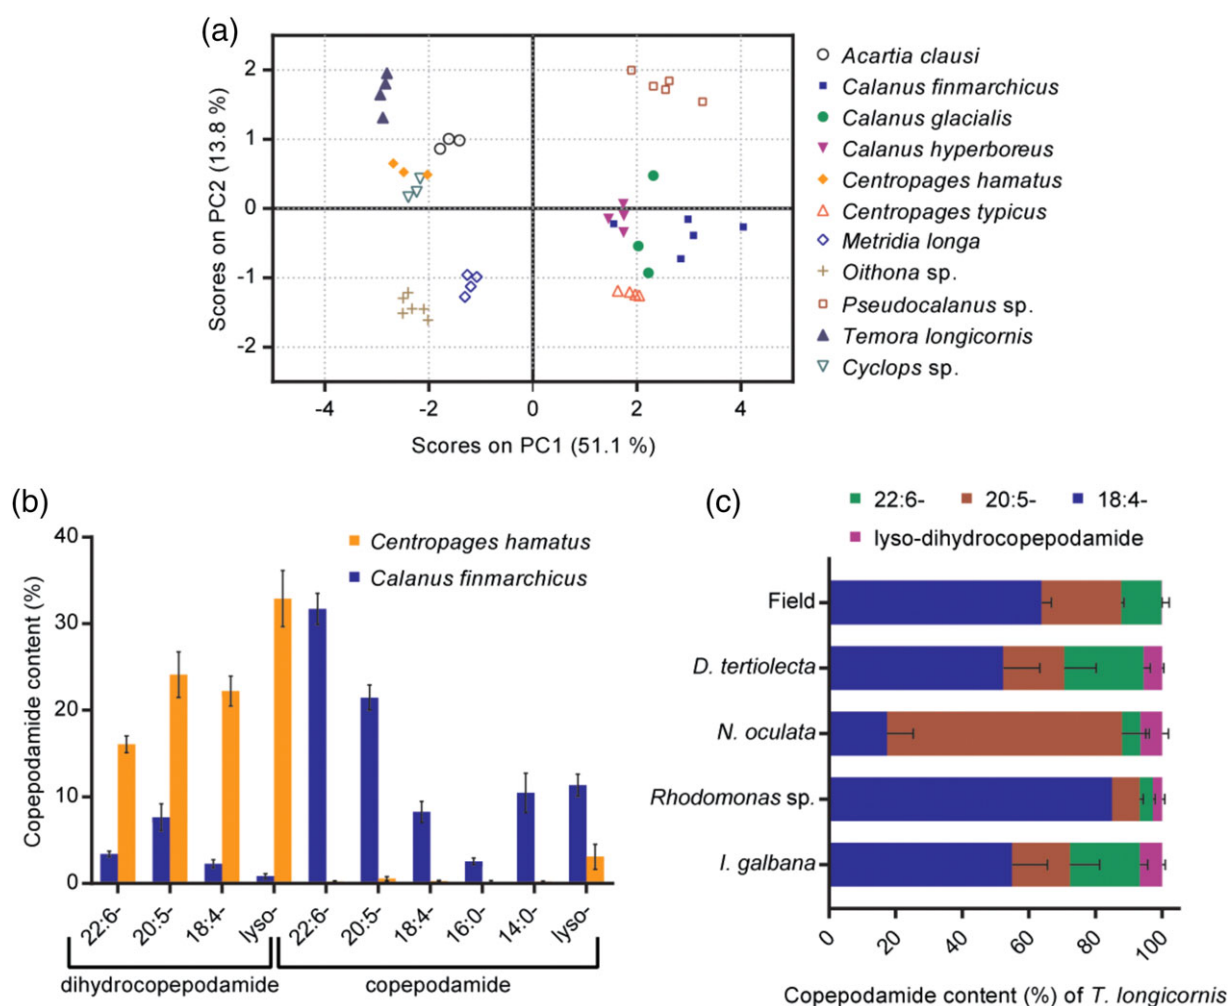 (a)
Scores on PC2 (13.8 %)
2
1
0
-1
-2
-4
-2
0
2
4
Scores on PC1 (51.1 %)
Acartia clausi
Calanus finmarchicus
Calanus glacialis
Calanus hyperboreus
Centropages hamatus
Centropages typicus
Metridia longa
Oithona sp.
Pseudocalanus sp.
Temora longicornis
Cyclops sp.
(b)
Copepodamide content (%)
40
30
20
10
0
Centropages hamatus
Calanus finmarchicus
22:6-
20:5-
18:4-
lyso-
22:6-
20:5-
18:4-
16:0-
14:0-
lyso-
dihydrocopepodamide
copepodamide
(c)
22:6-
20:5-
18:4-
lyso-dihydrocopepodamide
Field
D. tertiolecta
N. oculata
Rhodomonas sp.
I. galbana
0
20
40
60
80
100
Copepodamide content (%) of T. longicornis